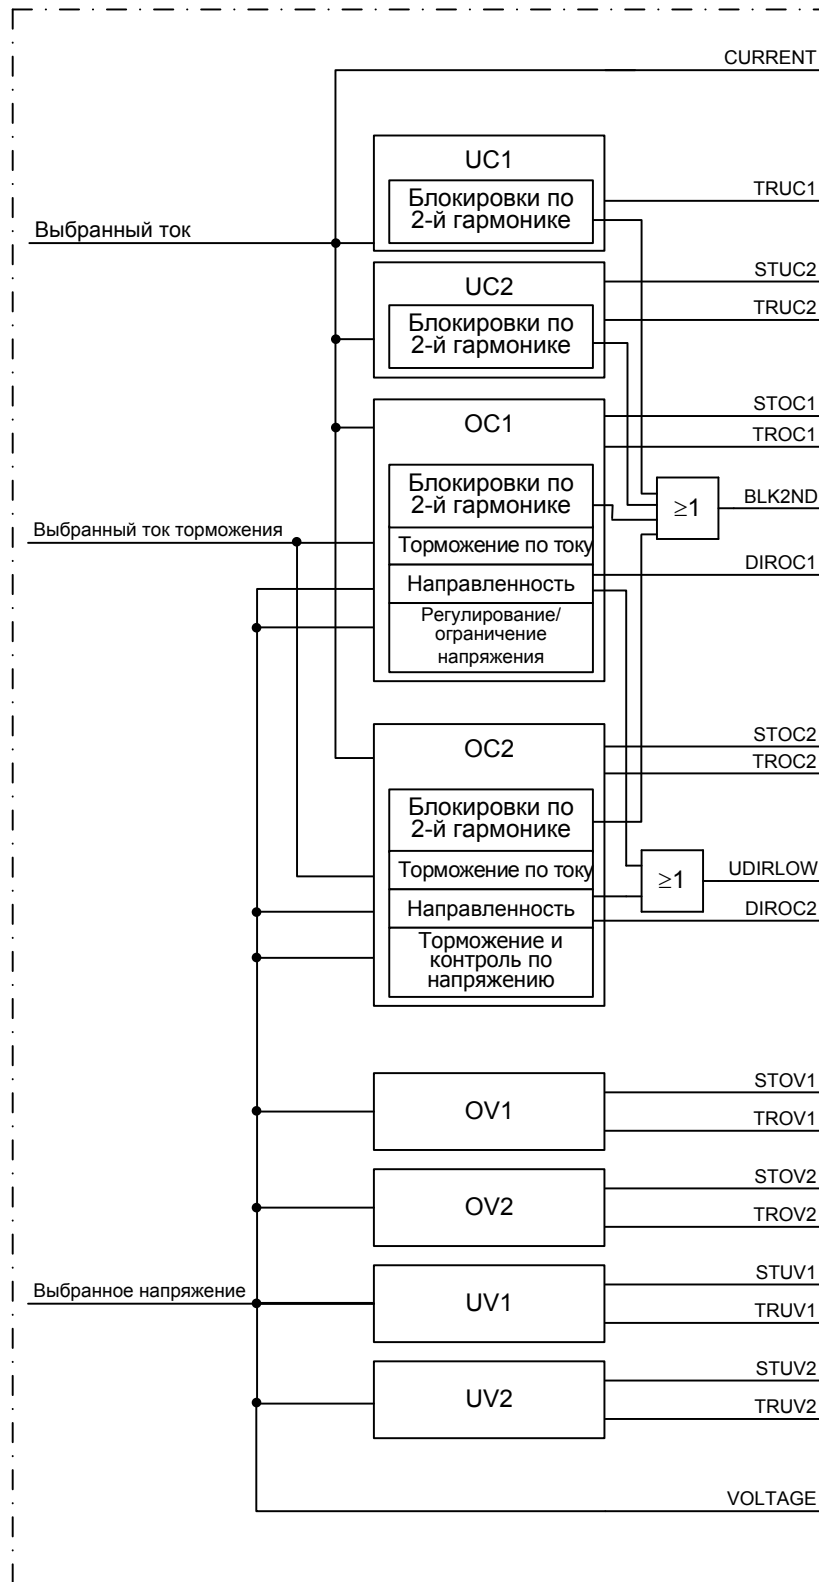 CURRENT
UC1
Блокировки по
2-й гармонике
TRUC1
Выбранный ток
UC2
Блокировки по
2-й гармонике
STUC2
TRUC2
OC1
STOC1
TROC1
Блокировки по
2-й гармонике
≥1
BLK2ND
Выбранный ток торможения
Торможение по току
Направленность
DIROC1
Регулирование/
ограничение
напряжения
OC2
STOC2
TROC2
Блокировки по
2-й гармонике
Торможение по току
≥1
UDIRLOW
Направленность
DIROC2
Торможение и
контроль по
напряжению
OV1
STOV1
TROV1
OV2
STOV2
TROV2
Выбранное напряжение
UV1
STUV1
TRUV1
UV2
STUV2
TRUV2
VOLTAGE